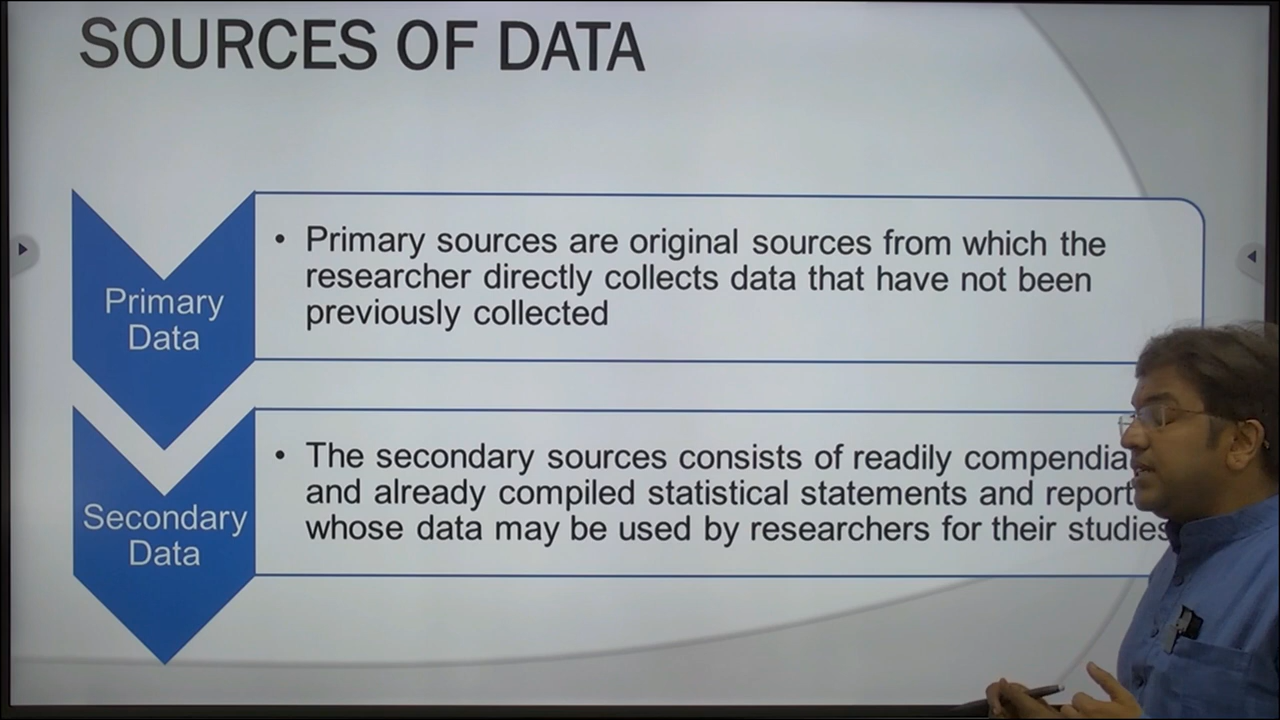 SOURCES OF DATA
Primary
Data
• Primary sources are original sources from which the
researcher directly collects data that have not been
previously collected
Secondary
Data
• The secondary sources consists of readily compendia
and already compiled statistical statements and report
whose data may be used by researchers for their studies